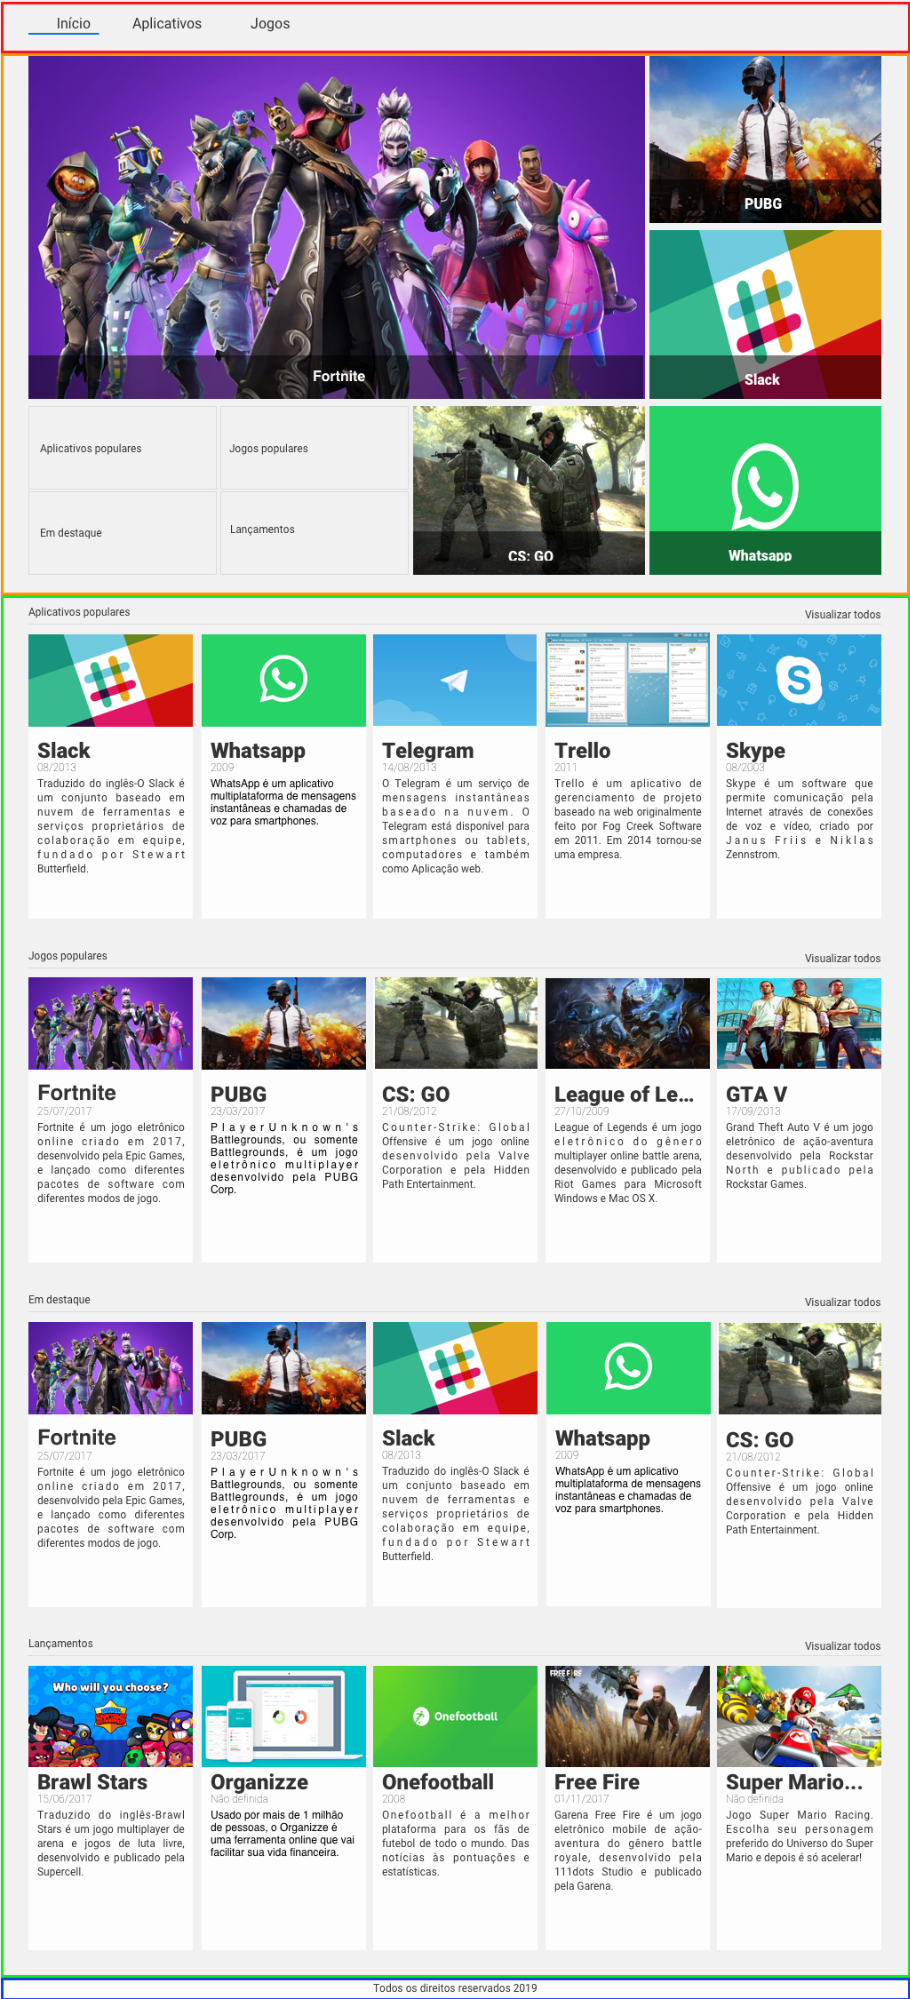 Início Aplicativos Jogos
Fortnite
PUBG
Slack
Aplicativos populares
Jogos populares
Em destaque
Lançamentos
CS: GO
Whatsapp
Aplicativos populares
Visualizar todos
Slack
08/2013
Traduzido do inglês-O Slack é
um conjunto baseado em
nuvem de ferramentas e
serviços proprietários de
colaboração em equipe,
fundado por Stewart
Butterfield.
Whatsapp
2009
WhatsApp é um aplicativo
multiplataforma de mensagens
instantâneas e chamadas de
voz para smartphones.
Telegram
14/08/2013
O Telegram é um serviço de
mensagens instantâneas
baseado na nuvem. O
Telegram está disponível para
smartphones ou tablets,
computadores e também
como Aplicação web.
Trello
2011
Trello é um aplicativo de
gerenciamento de projeto
baseado na web originalmente
feito por Fog Creek Software
em 2011. Em 2014 tornou-se
uma empresa.
Skype
08/2003
Skype é um software que
permite comunicação pela
Internet através de conexões
de voz e vídeo, criado por
Janus Friis e Niklas
Zennstrom.
Jogos populares
Visualizar todos
Fortnite
25/07/2017
Fortnite é um jogo eletrônico
online criado em 2017,
desenvolvido pela Epic Games,
e lançado como diferentes
pacotes de software com
diferentes modos de jogo.
PUBG
23/03/2017
PlayerUnknown's
Battlegrounds, ou somente
Battlegrounds, é um jogo
eletrônico multiplayer
desenvolvido pela PUBG
Corp.
CS: GO
21/08/2012
Counter-Strike: Global
Offensive é um jogo online
desenvolvido pela Valve
Corporation e pela Hidden
Path Entertainment.
League of Le...
27/10/2009
League of Legends é um jogo
eletrônico do gênero
multiplayer online battle arena,
desenvolvido e publicado pela
Riot Games para Microsoft
Windows e Mac OS X.
GTA V
17/09/2013
Grand Theft Auto V é um jogo
eletrônico de ação-aventura
desenvolvido pela Rockstar
North e publicado pela
Rockstar Games.
Em destaque
Visualizar todos
Fortnite
25/07/2017
Fortnite é um jogo eletrônico
online criado em 2017,
desenvolvido pela Epic Games,
e lançado como diferentes
pacotes de software com
diferentes modos de jogo.
PUBG
23/03/2017
PlayerUnknown's
Battlegrounds, ou somente
Battlegrounds, é um jogo
eletrônico multiplayer
desenvolvido pela PUBG
Corp.
Slack
08/2013
Traduzido do inglês-O Slack é
um conjunto baseado em
nuvem de ferramentas e
serviços proprietários de
colaboração em equipe,
fundado por Stewart
Butterfield.
Whatsapp
2009
WhatsApp é um aplicativo
multiplataforma de mensagens
instantâneas e chamadas de
voz para smartphones.
CS: GO
21/08/2012
Counter-Strike: Global
Offensive é um jogo online
desenvolvido pela Valve
Corporation e pela Hidden
Path Entertainment.
Lançamentos
Visualizar todos
Who will you choose?
Brawl Stars
15/06/2017
Traduzido do inglês-Brawl
Stars é um jogo multiplayer de
arena e jogos de luta livre,
desenvolvido e publicado pela
Supercell.
Organizze
Não definida
Usado por mais de 1 milhão
de pessoas, o Organizze é
uma ferramenta online que vai
facilitar sua vida financeira.
Onefootball
Onefootball
2008
Onefootball é a melhor
plataforma para os fãs de
futebol de todo o mundo. Das
notícias às pontuações e
estatísticas.
FREE FIRE
Free Fire
01/11/2017
Garena Free Fire é um jogo
eletrônico mobile de ação-
aventura do gênero battle
royale, desenvolvido pela
111dots Studio e publicado
pela Garena.
Super Mario...
Não definida
Jogo Super Mario Racing.
Escolha seu personagem
preferido do Universo do Super
Mario e depois é só acelerar!
Todos os direitos reservados 2019